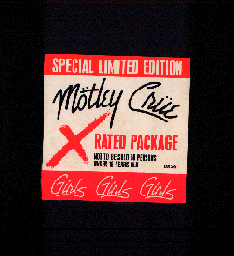 SPECIAL LIMITED EDITION
Mötley Crüe
X RATED PACKAGE
NOT TO BE SOLD TO PERSONS
UNDER 18 YEARS OLD
Girls Girls Girls